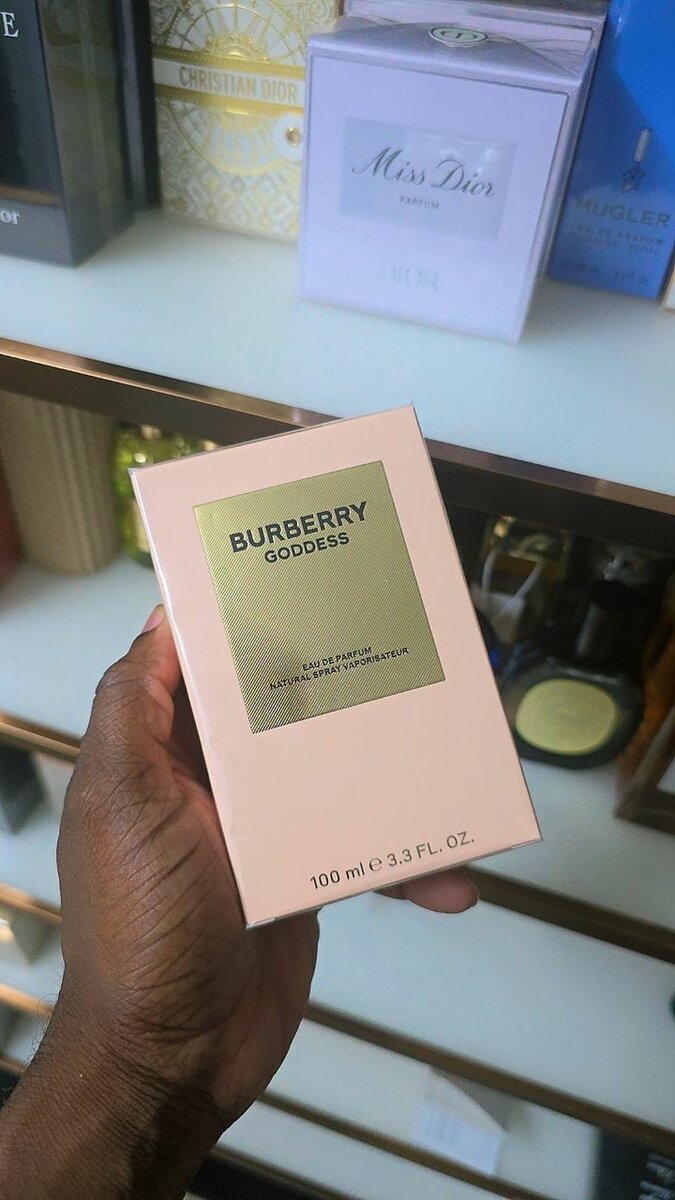 E
CHRISTIAN DIOR
Miss Dior
PARFUM
DIOR
MUGLER
or
BURBERRY
GODDESS
EAU DE PARFUM
NATURAL SPRAY VAPORISATEUR
100 ml e 3.3 FL. OZ.